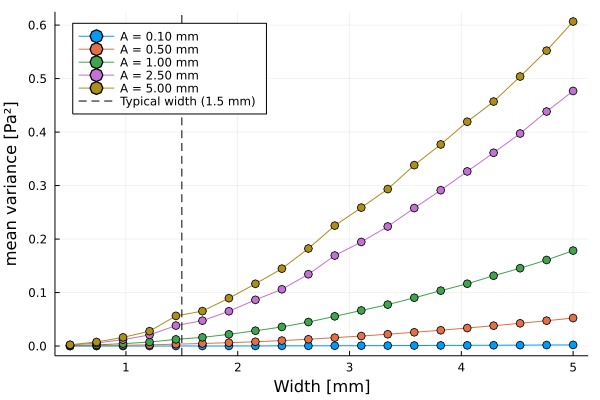 mean variance [Pa²]
0.6
0.5
0.4
0.3
0.2
0.1
0.0
A = 0.10 mm
A = 0.50 mm
A = 1.00 mm
A = 2.50 mm
A = 5.00 mm
Typical width (1.5 mm)
1 2 3 4 5
Width [mm]